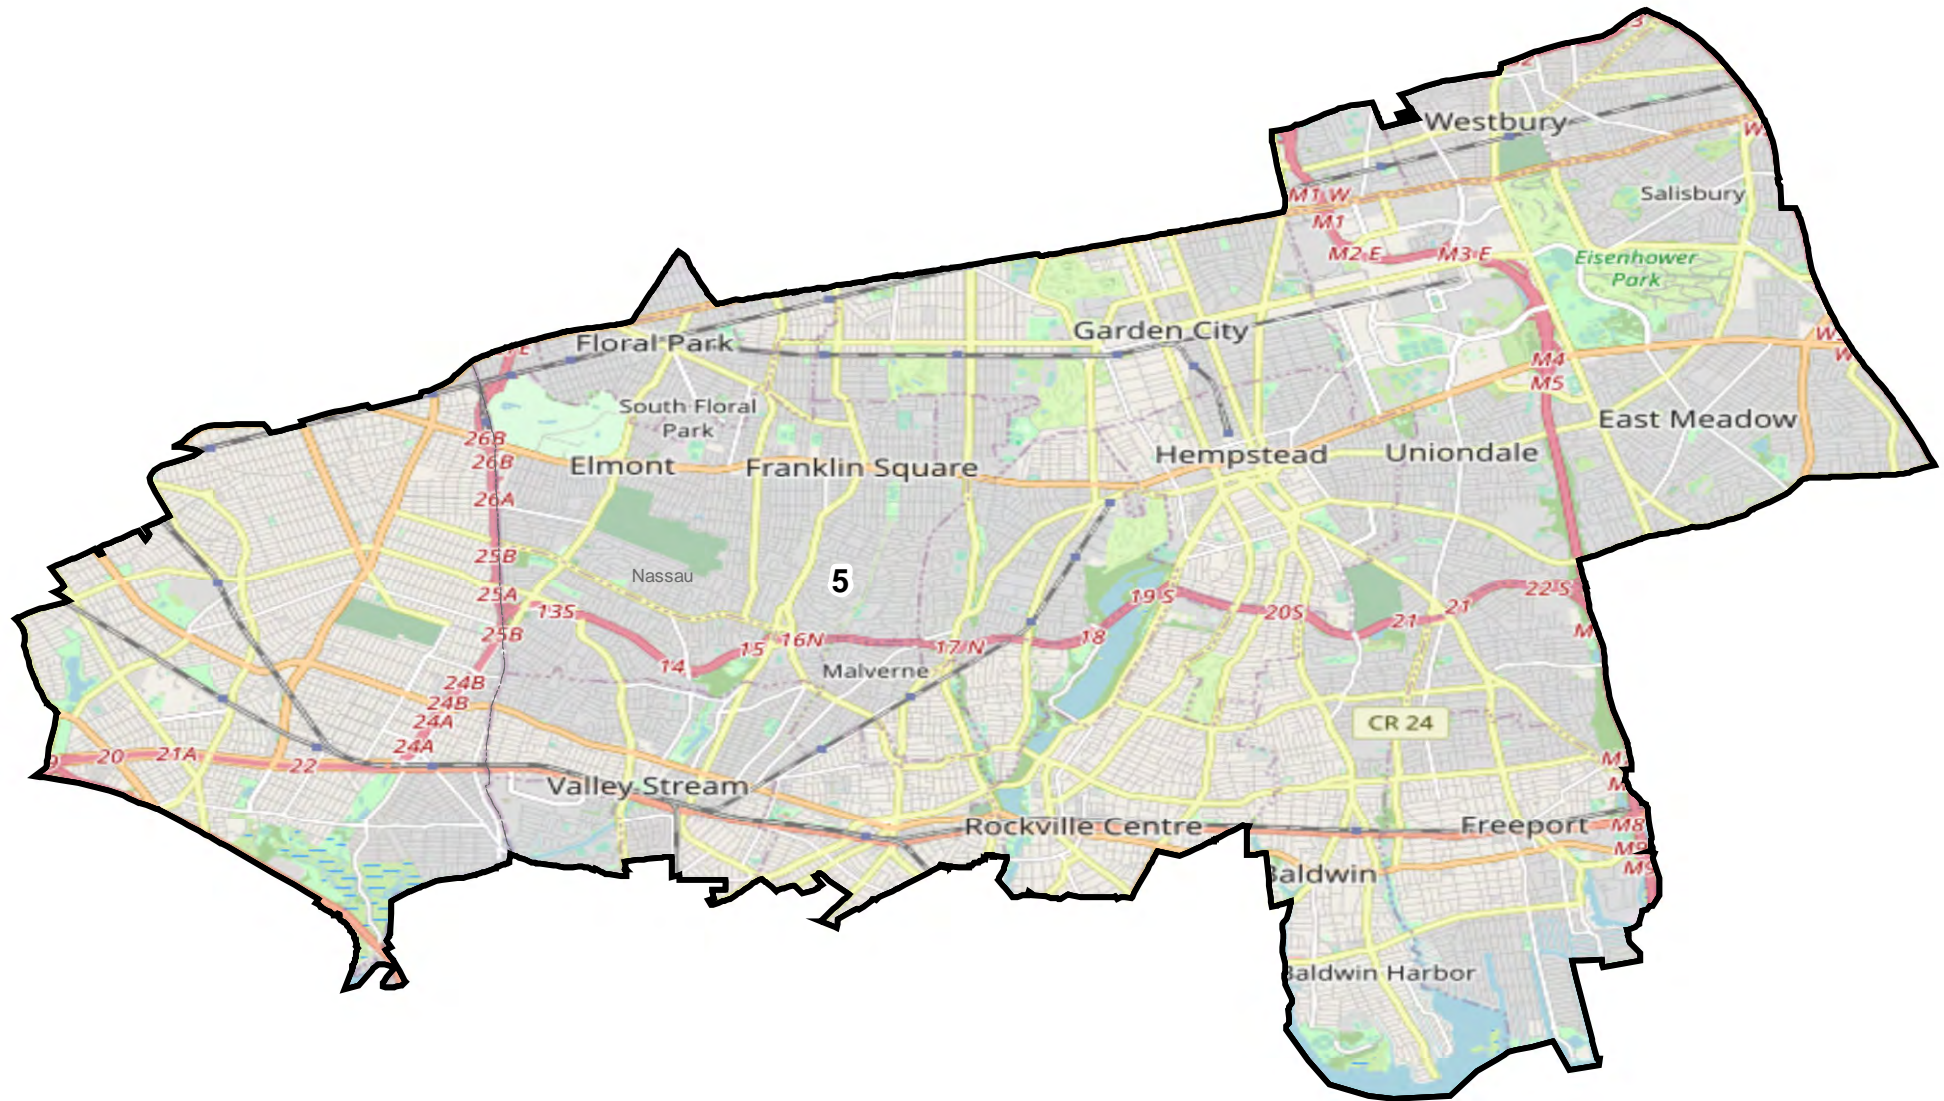 Westbury
Salisbury
M1 W
M1
M2 E
M3 E
Eisenhower
Park
Garden City
Floral Park
M4
M5
South Floral
Park
East Meadow
26B
26B
Elmont
Franklin Square
Hempstead
Uniondale
26A
25B
Nassau
5
25A
13S
19 S
20S
21
21
22 S
25B
14
15
16N
17 N
18
Malverne
24B
24B
24A
24A
CR 24
20
21A
22
Valley Stream
Rockville Centre
Freeport
M8
M9
Baldwin
Baldwin Harbor